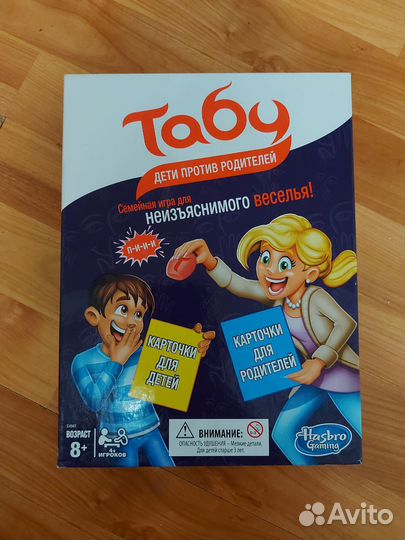 Табу
ДЕТИ ПРОТИВ РОДИТЕЛЕЙ
Семейная игра для
неизъяснимого веселья!
П-И-И-И
КАРТОЧКИ
ДЛЯ
ДЕТЕЙ
КАРТОЧКИ
ДЛЯ
РОДИТЕЛЕЙ
ВОЗРАСТ
8+
4+
ИГРОКОВ
ВНИМАНИЕ:
ОПАСНОСТЬ УДУШЕНИЯ – Мелкие детали.
Для детей старше 3 лет.
Hasbro
Gaming
Avito